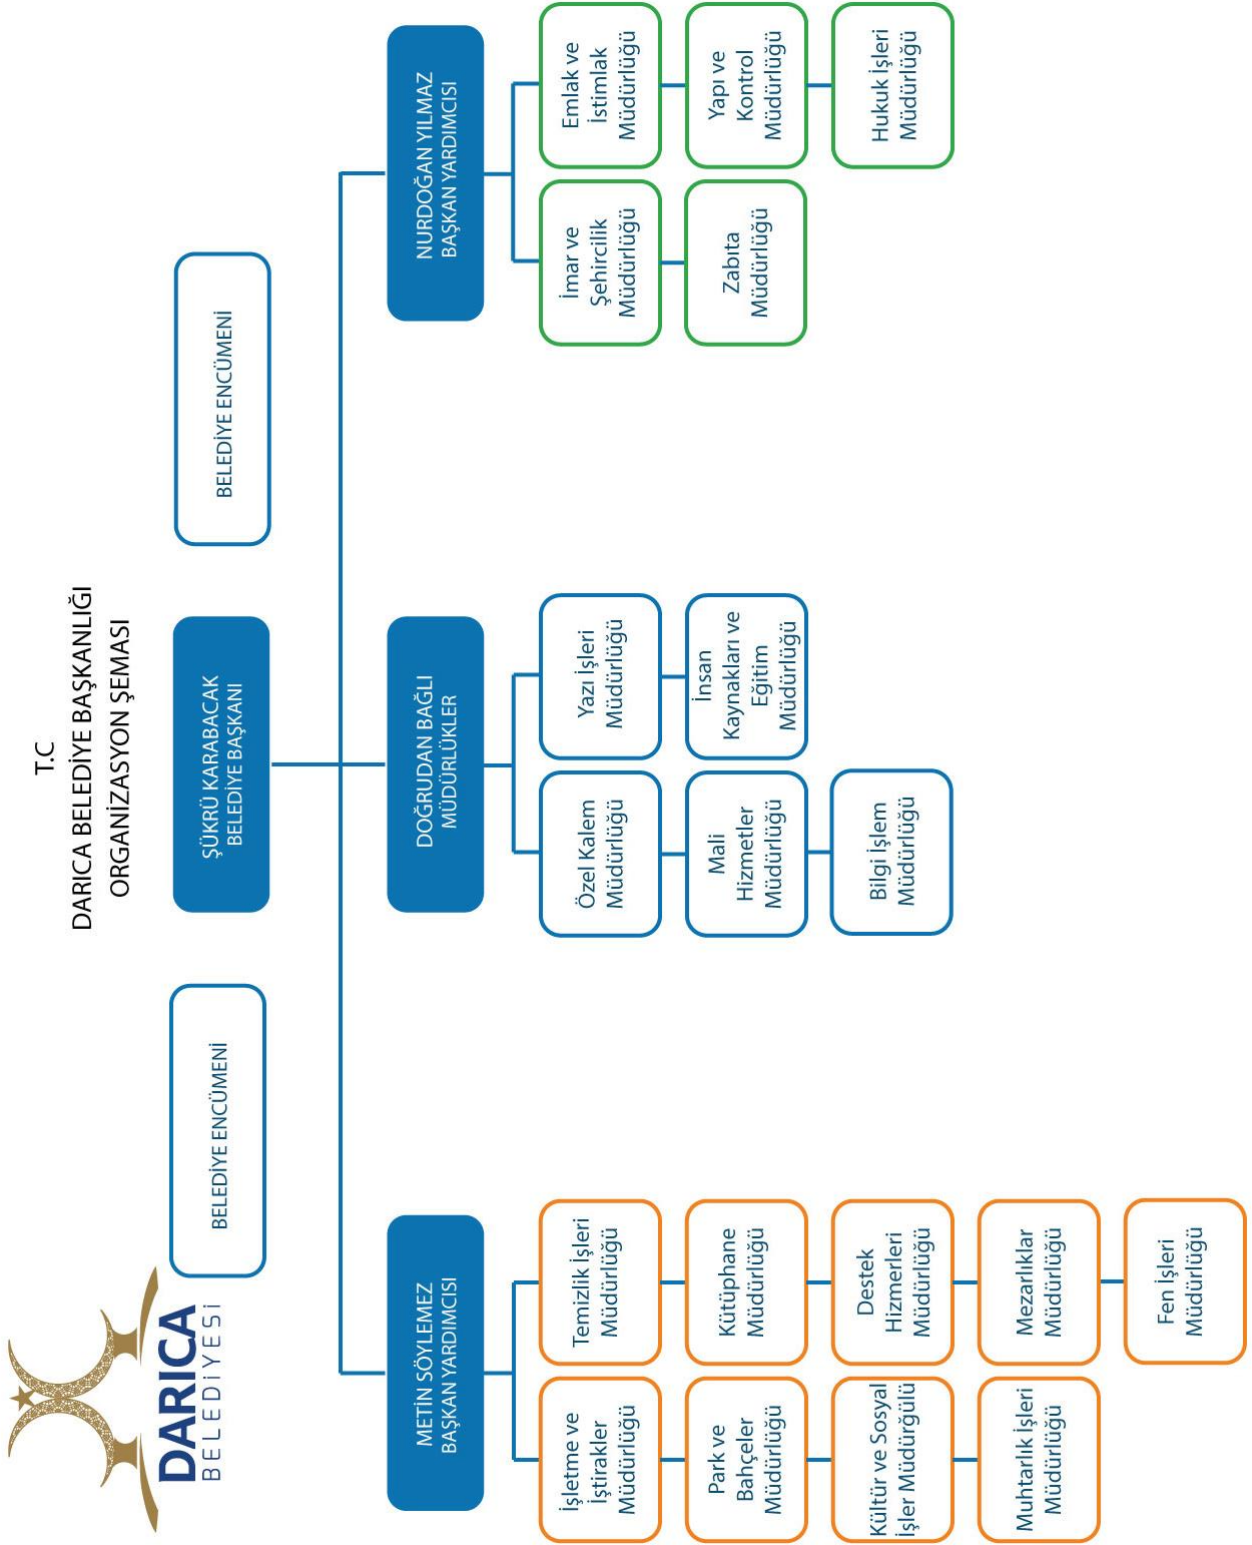 T.C
DARICA BELEDİYE BAŞKANLIĞI
ORGANİZASYON ŞEMASI
DARICA
BELEDİYESİ
BELEDİYE ENCÜMENİ
ŞÜKRÜ KARABACAK
BELEDİYE BAŞKANI
BELEDİYE ENCÜMENİ
METİN SÖYLEMEZ
BAŞKAN YARDIMCISI
DOĞRUDAN BAĞLI
MÜDÜRLÜKLER
NURDOĞAN YILMAZ
BAŞKAN YARDIMCISI
İşletme ve
İştirakler
Müdürlüğü
Temizlik İşleri
Müdürlüğü
Park ve
Bahçeler
Müdürlüğü
Kütüphane
Müdürlüğü
Kültür ve Sosyal
İşler Müdürğülü
Destek
Hizmerleri
Müdürlüğü
Muhtarlık İşleri
Müdürlüğü
Mezarlıklar
Müdürlüğü
Fen İşleri
Müdürlüğü
Özel Kalem
Müdürlüğü
Yazı İşleri
Müdürlüğü
Mali
Hizmetler
Müdürlüğü
İnsan
Kaynakları ve
Eğitim
Müdürlüğü
Bilgi İşlem
Müdürlüğü
İmar ve
Şehircilik
Müdürlüğü
Emlak ve
İstimlak
Müdürlüğü
Zabıta
Müdürlüğü
Yapı ve
Kontrol
Müdürlüğü
Hukuk İşleri
Müdürlüğü